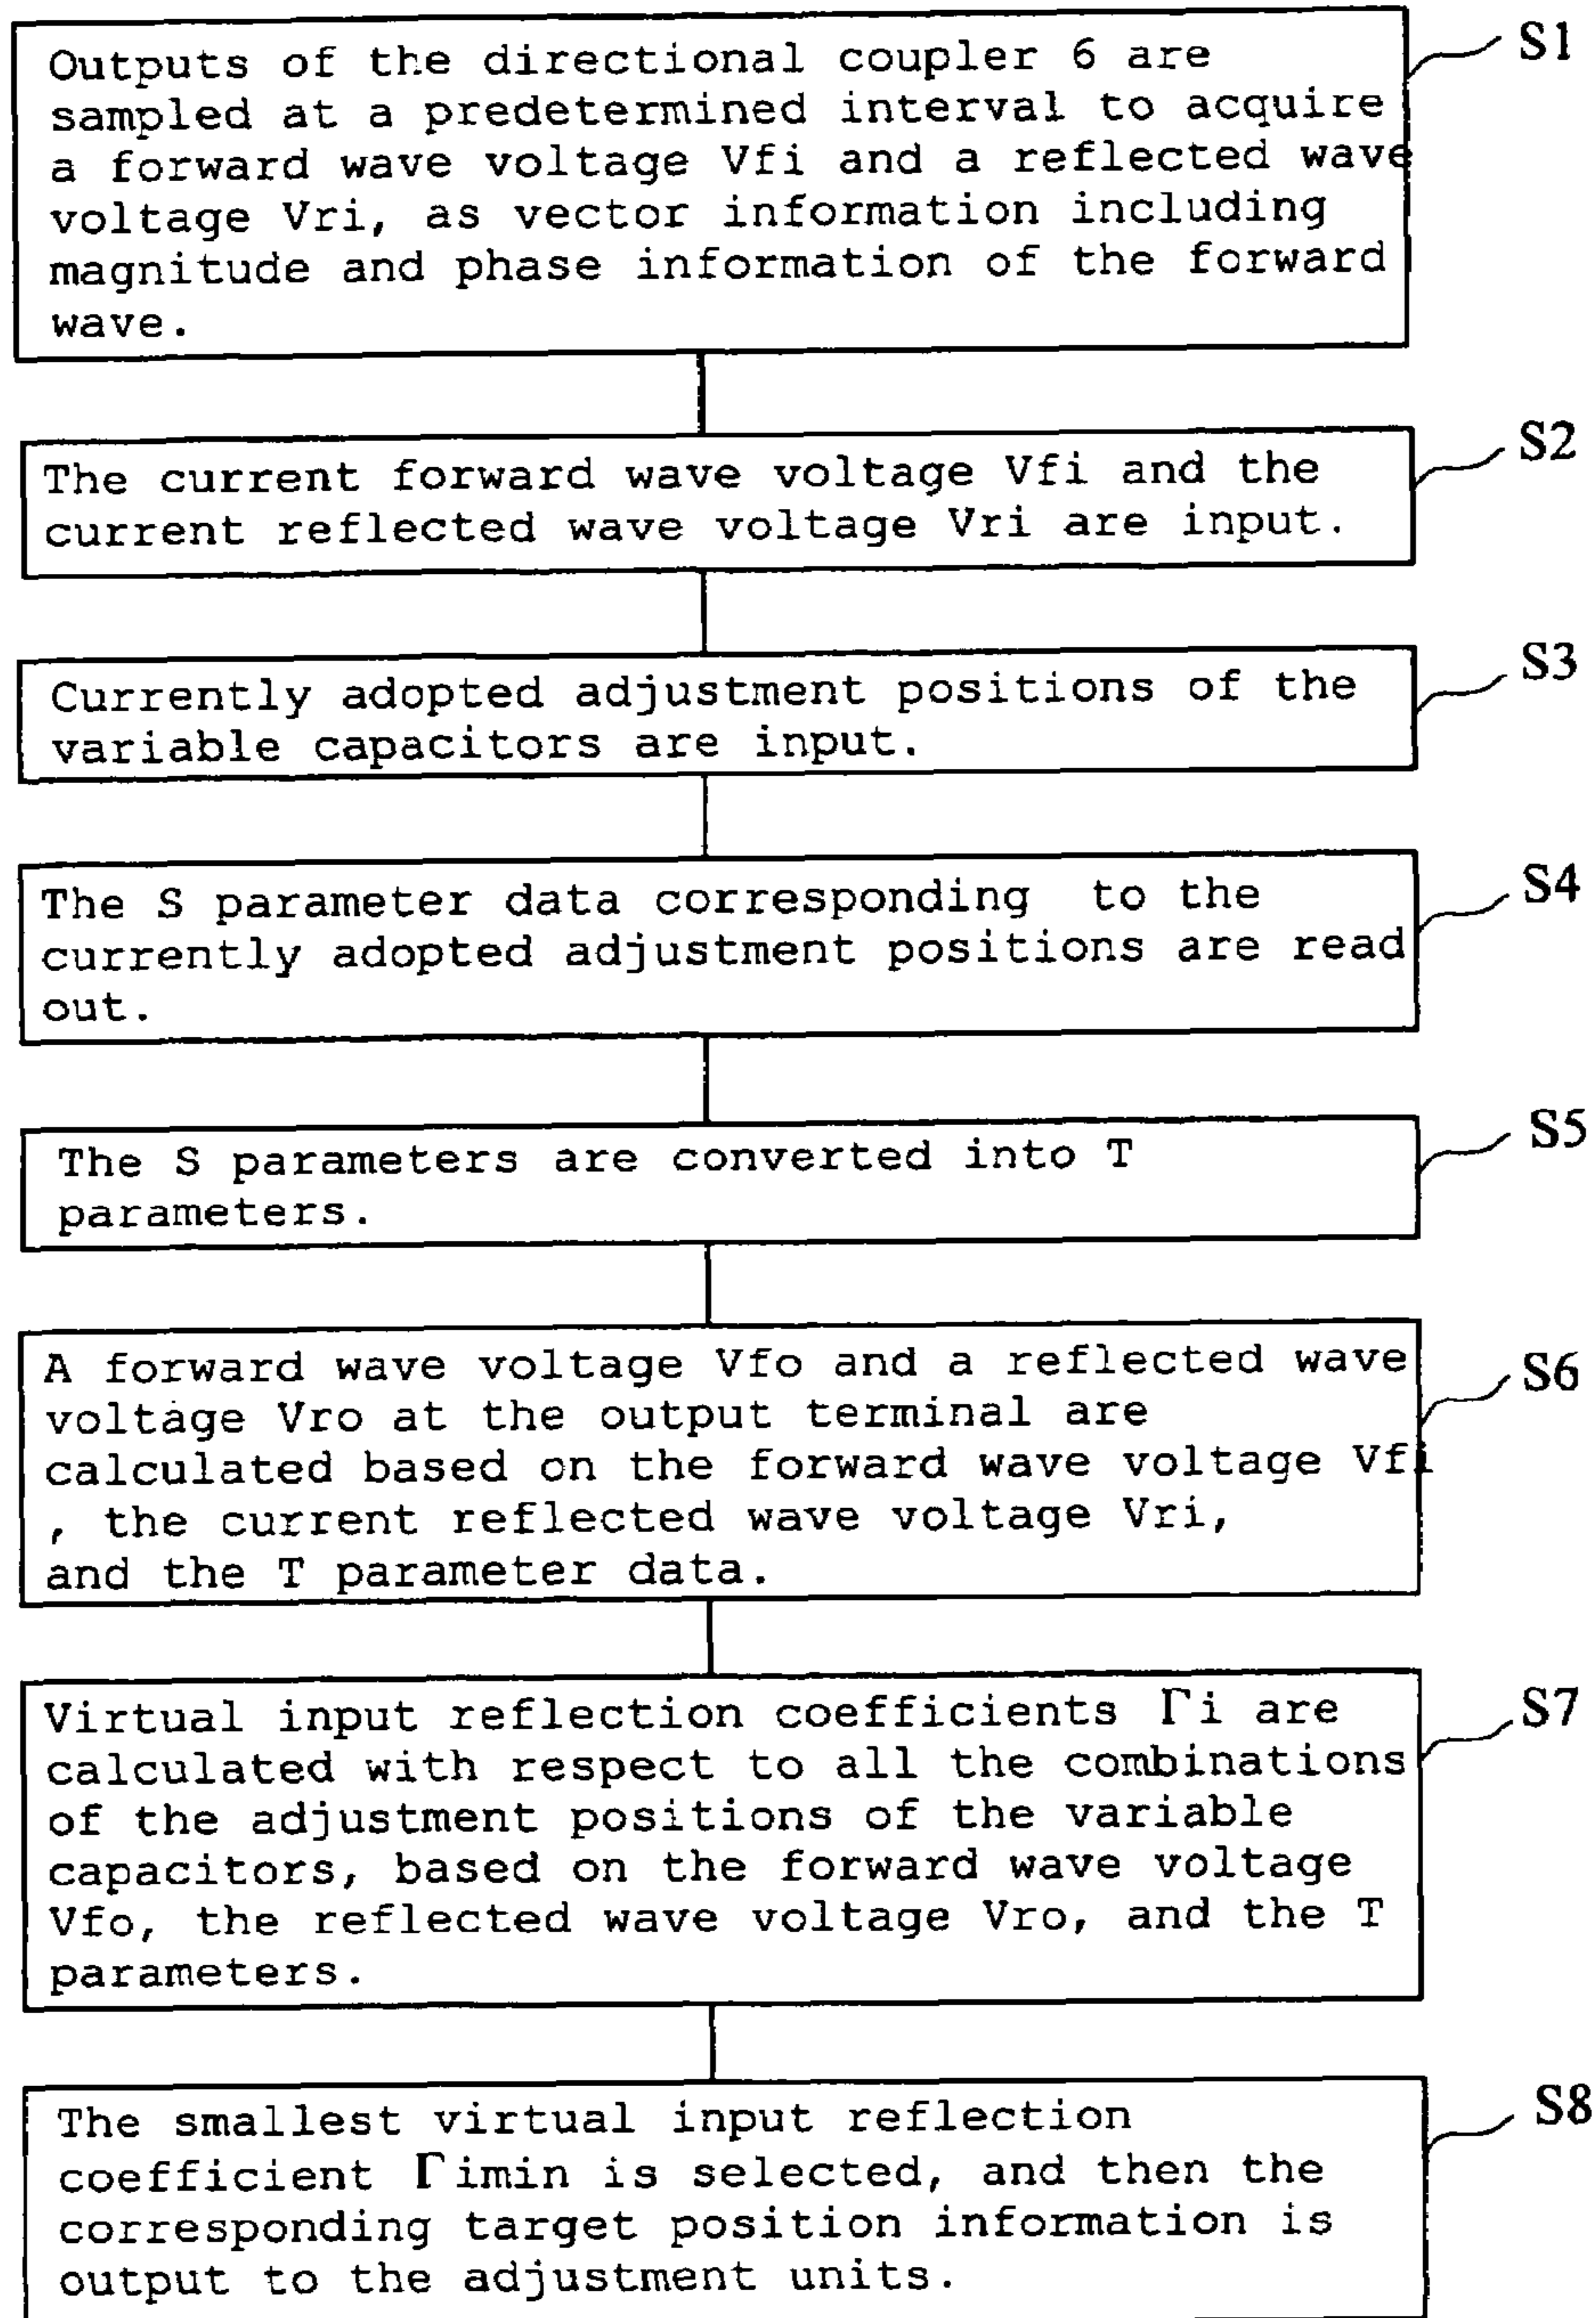 Outputs of the directional coupler 6 are
sampled at a predetermined interval to acquire
a forward wave voltage Vfi and a reflected wave
voltage Vri, as vector information including
magnitude and phase information of the forward
wave.
S1
The current forward wave voltage Vfi and the
current reflected wave voltage Vri are input.
S2
Currently adopted adjustment positions of the
variable capacitors are input.
S3
The S parameter data corresponding to the
currently adopted adjustment positions are read
out.
S4
The S parameters are converted into T
parameters.
S5
A forward wave voltage Vfo and a reflected wave
voltage Vro at the output terminal are
calculated based on the forward wave voltage Vfi
, the current reflected wave voltage Vri,
and the T parameter data.
S6
Virtual input reflection coefficients Γi are
calculated with respect to all the combinations
of the adjustment positions of the variable
capacitors, based on the forward wave voltage
Vfo, the reflected wave voltage Vro, and the T
parameters.
S7
The smallest virtual input reflection
coefficient Γimin is selected, and then the
corresponding target position information is
output to the adjustment units.
S8